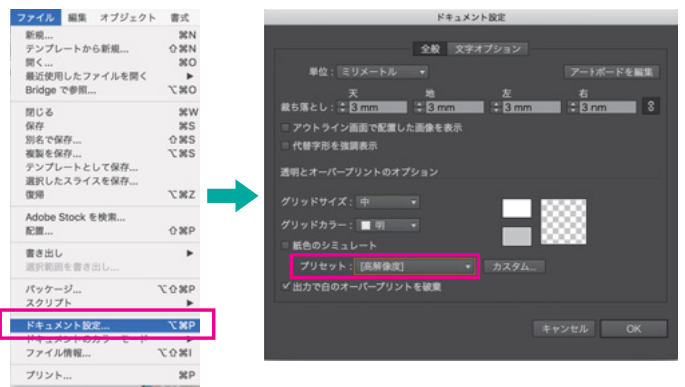 ファイル 編集 オブジェクト 書式
新規... ⌘N
テンプレートから新規... ⇧⌘N
開く... ⌘O
最近使用したファイルを開く ▶
Bridge で参照... ⌥⌘O
閉じる ⌘W
保存 ⌘S
別名で保存... ⇧⌘S
複製を保存... ⌥⌘S
テンプレートとして保存...
選択したスライスを保存...
復帰 ⌥⌘Z
Adobe Stock を検索...
配置... ⇧⌘P
書き出し ▶
選択範囲を書き出し...
パッケージ... ⌥⇧⌘P
スクリプト ▶
ドキュメント設定... ⌥⌘P
ドキュメントのカラーモード ▶
ファイル情報... ⌥⇧⌘I
プリント... ⌘P
ドキュメント設定
全般 文字オプション
単位 : ミリメートル アートボードを編集
天 地 左 右
裁ち落とし : 3 mm 3 mm 3 mm 3 mm
アウトライン画面で配置した画像を表示
代替字形を強調表示
透明とオーバープリントのオプション
グリッドサイズ : 中
グリッドカラー : 明
紙色のシミュレート
プリセット : [高解像度] カスタム...
出力で白のオーバープリントを破棄
キャンセル OK